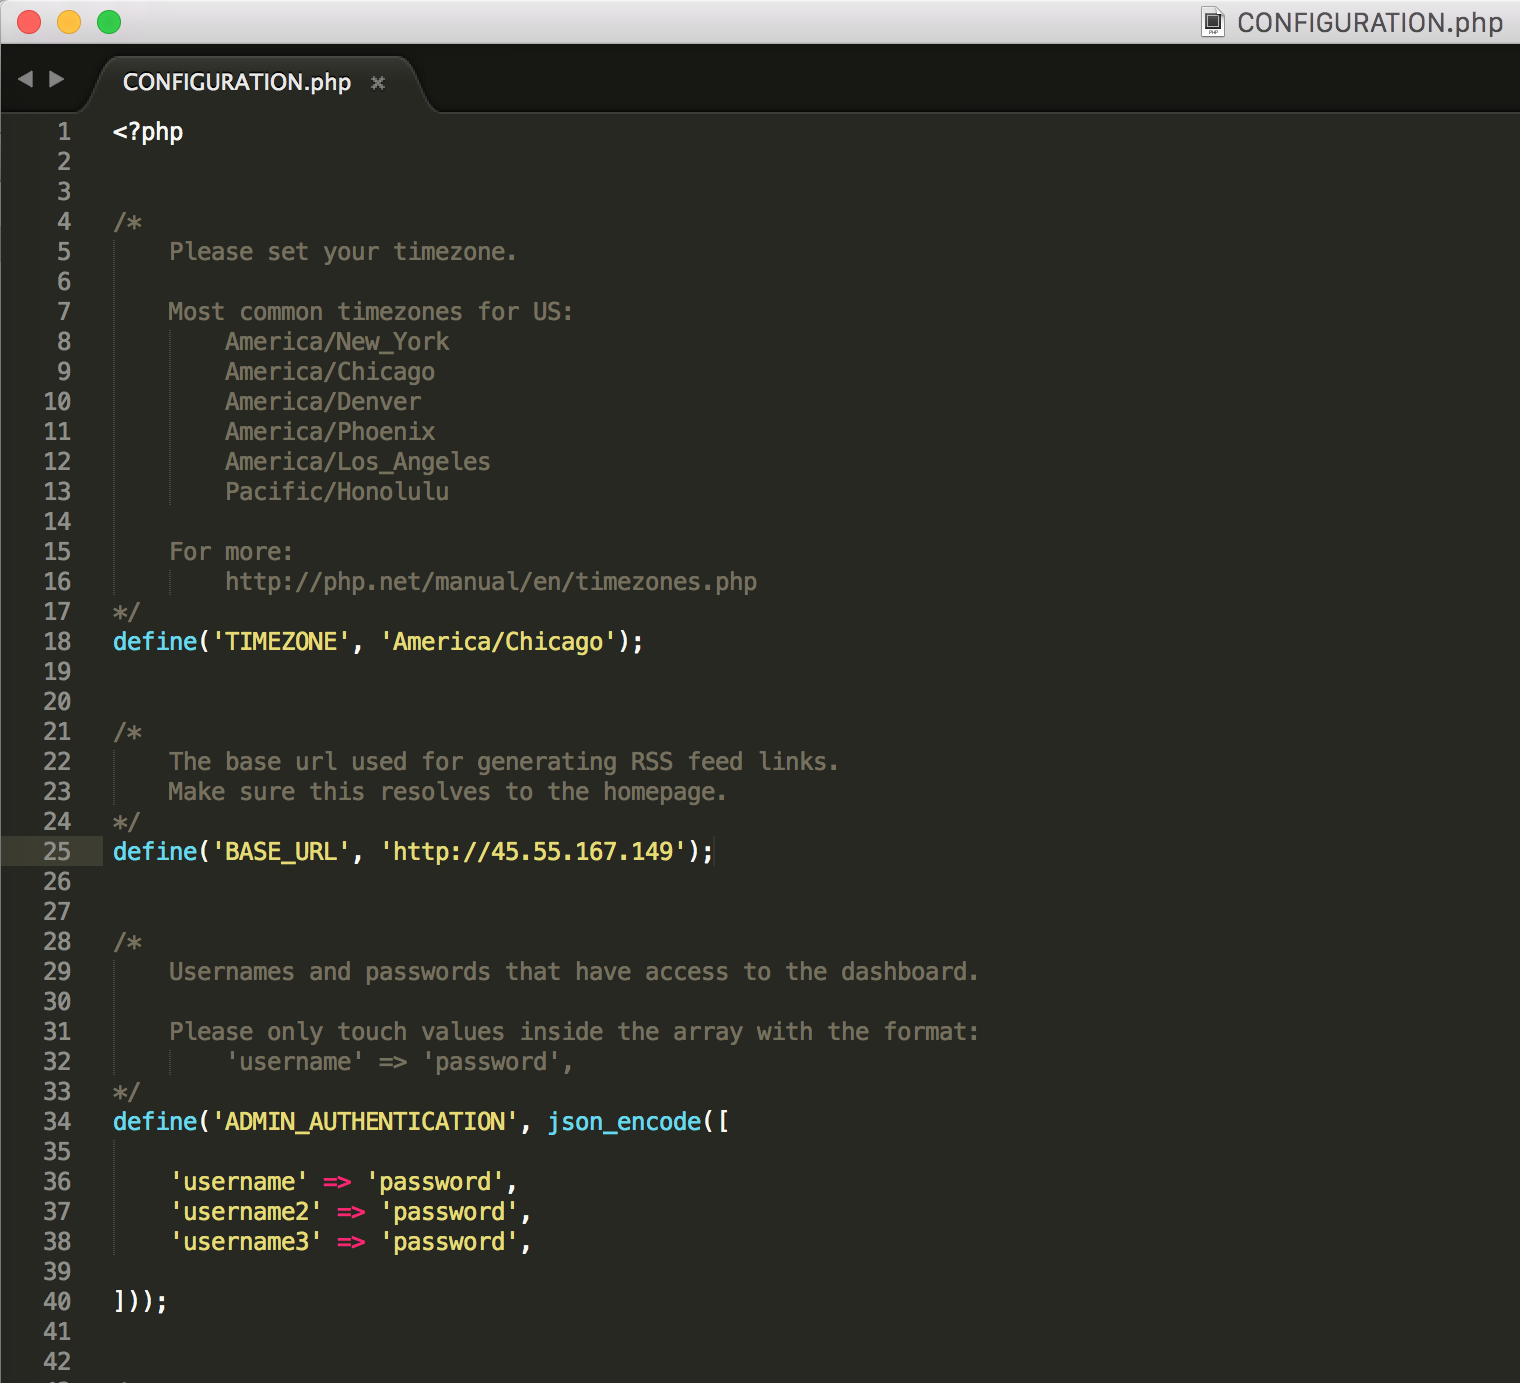 CONFIGURATION.php
CONFIGURATION.php ×
1 <?php
2
3
4 /*
5     Please set your timezone.
6
7     Most common timezones for US:
8         America/New_York
9         America/Chicago
10         America/Denver
11         America/Phoenix
12         America/Los_Angeles
13         Pacific/Honolulu
14
15     For more:
16         http://php.net/manual/en/timezones.php
17 */
18 define('TIMEZONE', 'America/Chicago');
19
20
21 /*
22     The base url used for generating RSS feed links.
23     Make sure this resolves to the homepage.
24 */
25 define('BASE_URL', 'http://45.55.167.149');
26
27
28 /*
29     Usernames and passwords that have access to the dashboard.
30
31     Please only touch values inside the array with the format:
32         'username' => 'password',
33 */
34 define('ADMIN_AUTHENTICATION', json_encode([
35
36     'username' => 'password',
37     'username2' => 'password',
38     'username3' => 'password',
39
40 ]));
41
42